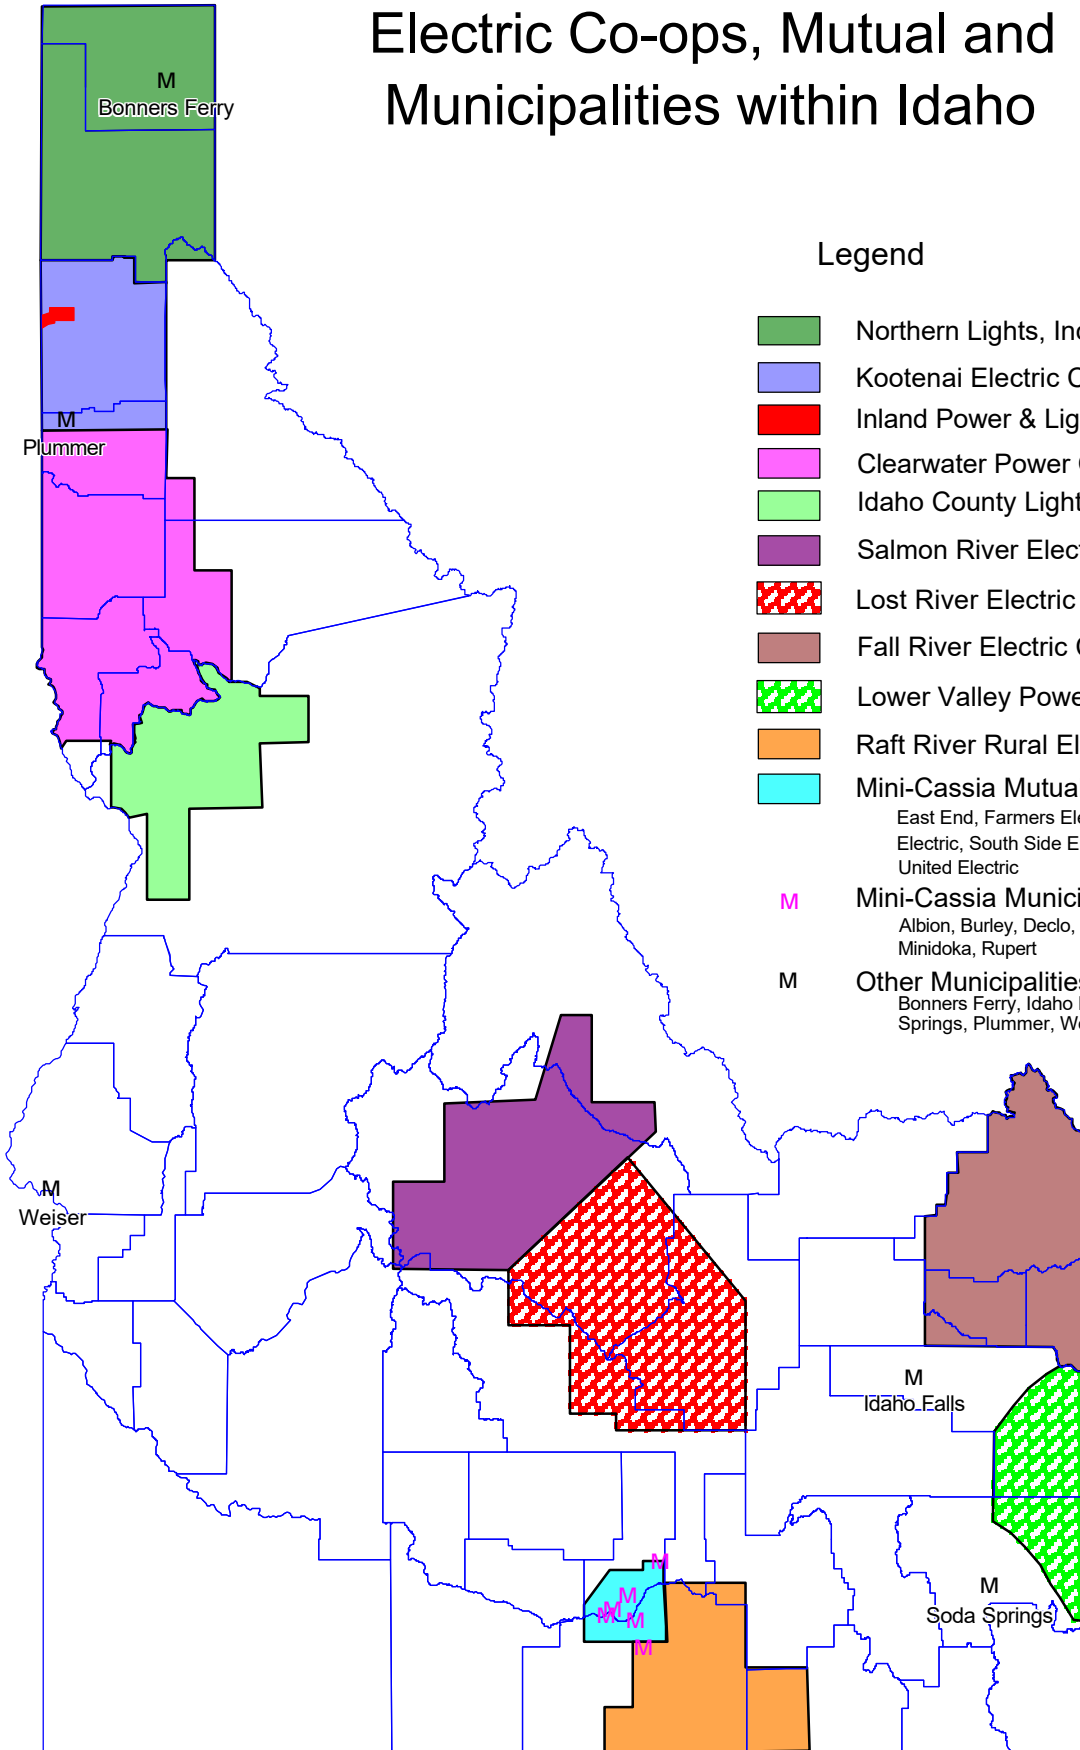 Electric Co-ops, Mutual and
Municipalities within Idaho
Legend
Northern Lights, Inc
Kootenai Electric C
Inland Power & Lig
Clearwater Power
Idaho County Light
Salmon River Elect
Lost River Electric
Fall River Electric
Lower Valley Powe
Raft River Rural El
Mini-Cassia Mutua
East End, Farmers Ele
Electric, South Side E
United Electric
M Mini-Cassia Munici
Albion, Burley, Declo,
Minidoka, Rupert
M Other Municipalities
Bonners Ferry, Idaho
Springs, Plummer, We
M
Bonners Ferry
M
Plummer
M
Weiser
M
Idaho Falls
M
Soda Springs
M
M
M
M
M
M